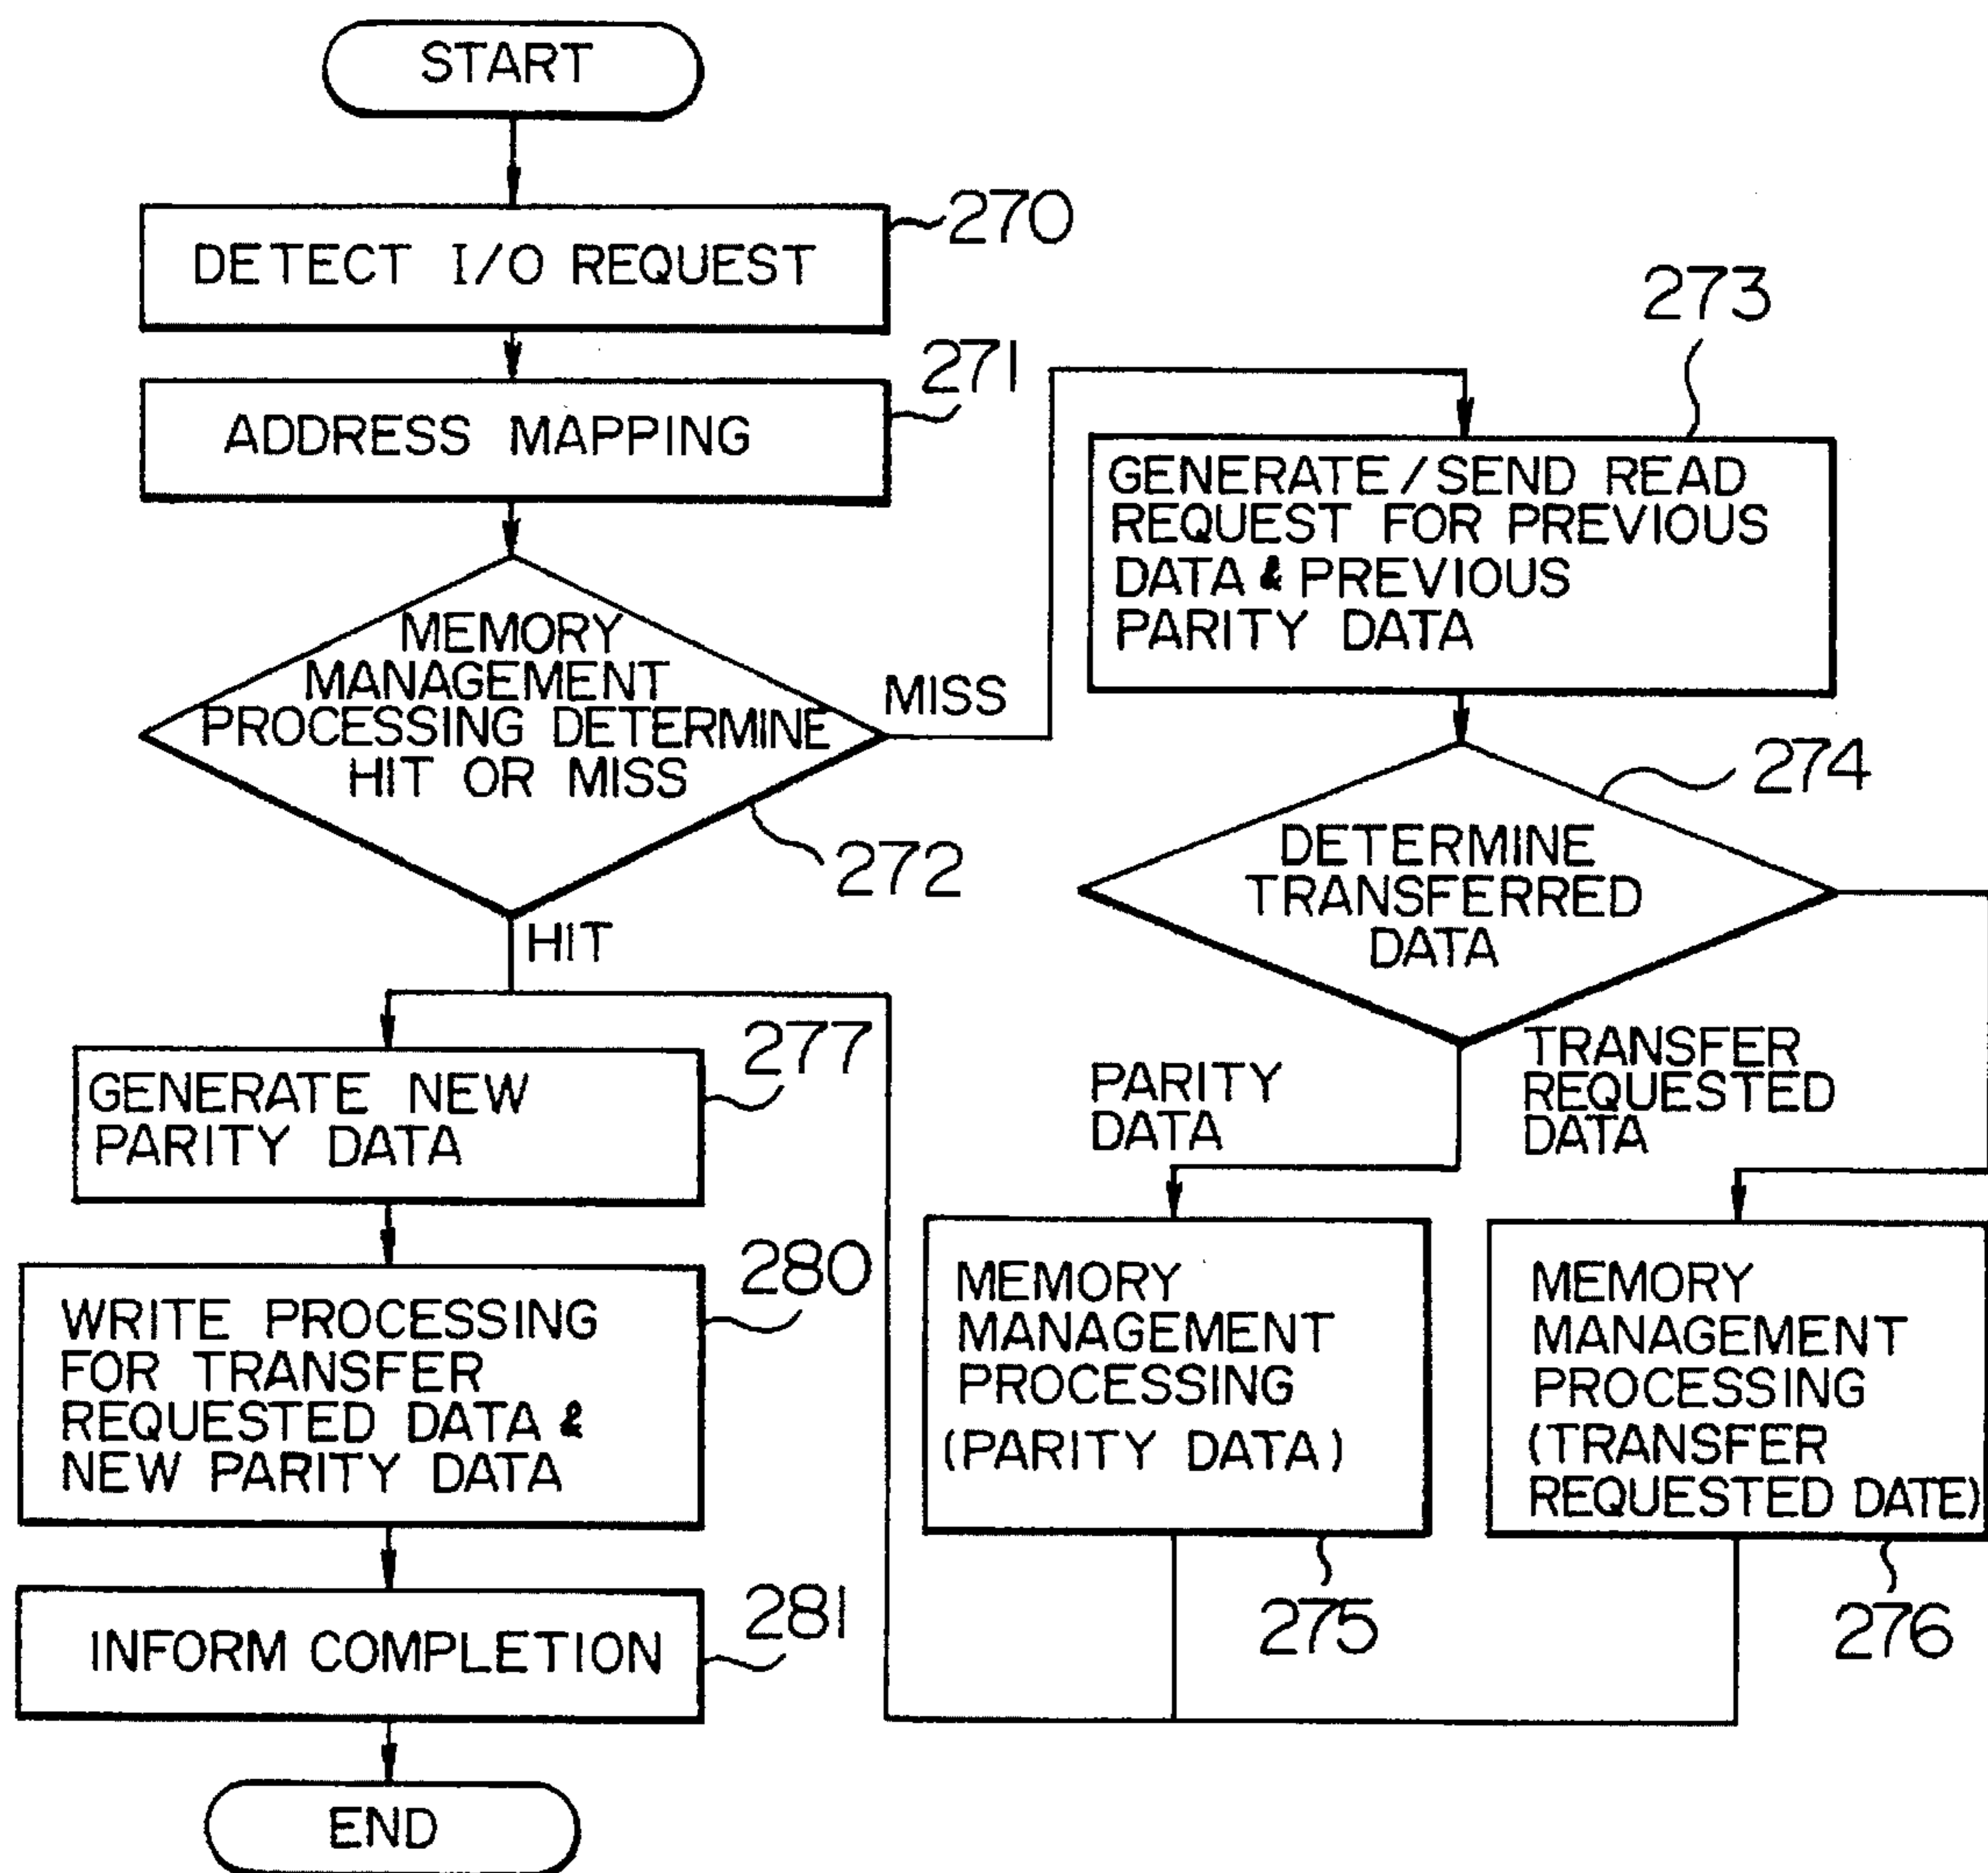 START
270
DETECT I/O REQUEST
271
ADDRESS MAPPING
MEMORY
MANAGEMENT
PROCESSING DETERMINE
HIT OR MISS
MISS
272
HIT
273
GENERATE/SEND READ
REQUEST FOR PREVIOUS
DATA & PREVIOUS
PARITY DATA
274
DETERMINE
TRANSFERRED
DATA
PARITY
DATA
TRANSFER
REQUESTED
DATA
MEMORY
MANAGEMENT
PROCESSING
(PARITY DATA)
275
MEMORY
MANAGEMENT
PROCESSING
(TRANSFER
REQUESTED DATE)
276
277
GENERATE NEW
PARITY DATA
280
WRITE PROCESSING
FOR TRANSFER
REQUESTED DATA &
NEW PARITY DATA
281
INFORM COMPLETION
END